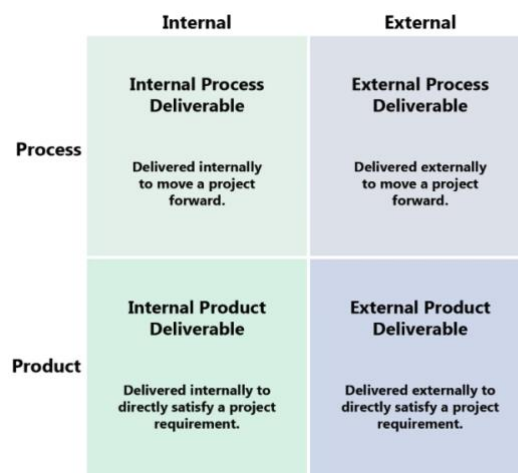 Internal
External
Process
Internal Process
Deliverable
Delivered internally
to move a project
forward.
External Process
Deliverable
Delivered externally
to move a project
forward.
Product
Internal Product
Deliverable
Delivered internally to
directly satisfy a project
requirement.
External Product
Deliverable
Delivered externally to
directly satisfy a project
requirement.